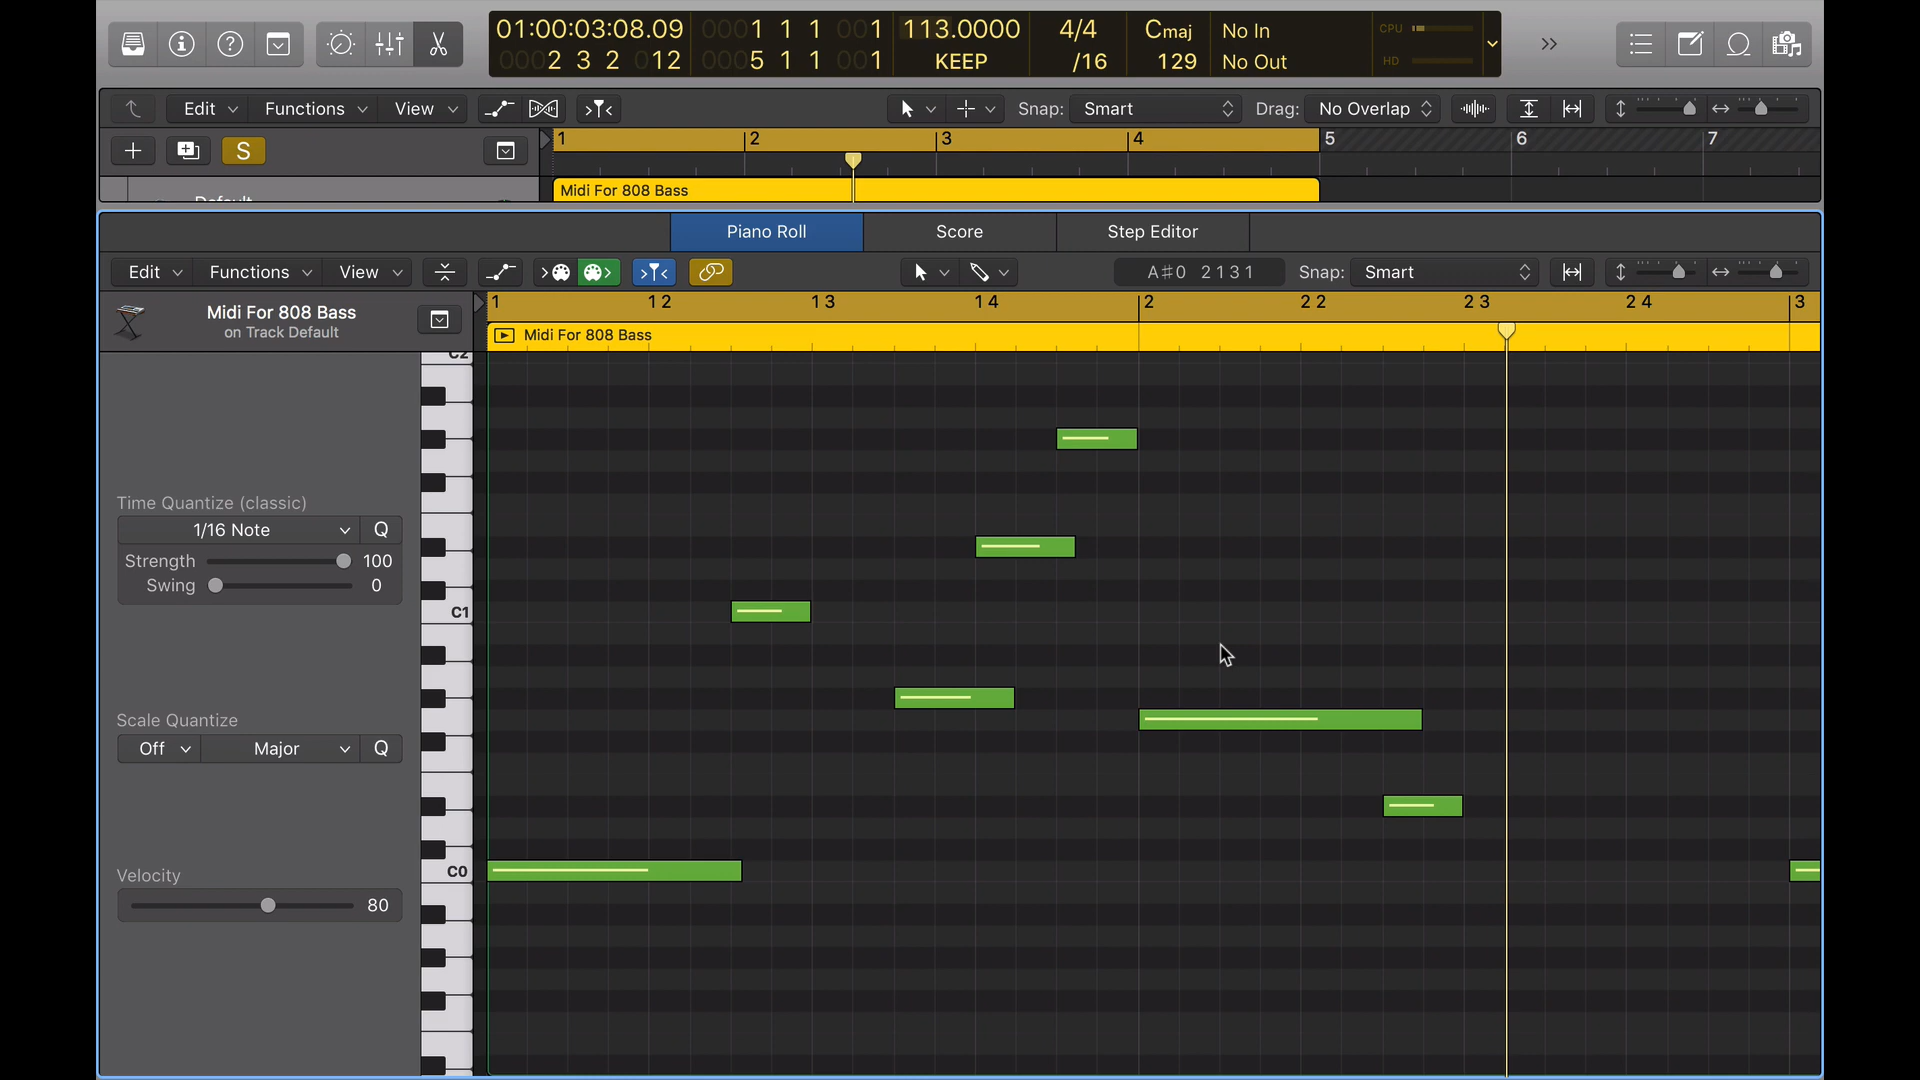 01:00:03:08.09
0002 3 2 012
0001 1 1 001
0005 1 1 001
113.0000
KEEP
4/4
/16
Cmaj
129
No In
No Out
CPU
HD
Edit Functions View
Snap: Smart
Drag: No Overlap
S
1 2 3 4 5 6 7
Midi For 808 Bass
Piano Roll Score Step Editor
Edit Functions View
A♯0 2 1 3 1
Snap: Smart
Midi For 808 Bass
on Track Default
1 1 2 1 3 1 4 2 2 2 2 3 2 4 3
Midi For 808 Bass
C2
Time Quantize (classic)
1/16 Note Q
Strength 100
Swing 0
C1
Scale Quantize
Off Major Q
C0
Velocity
80